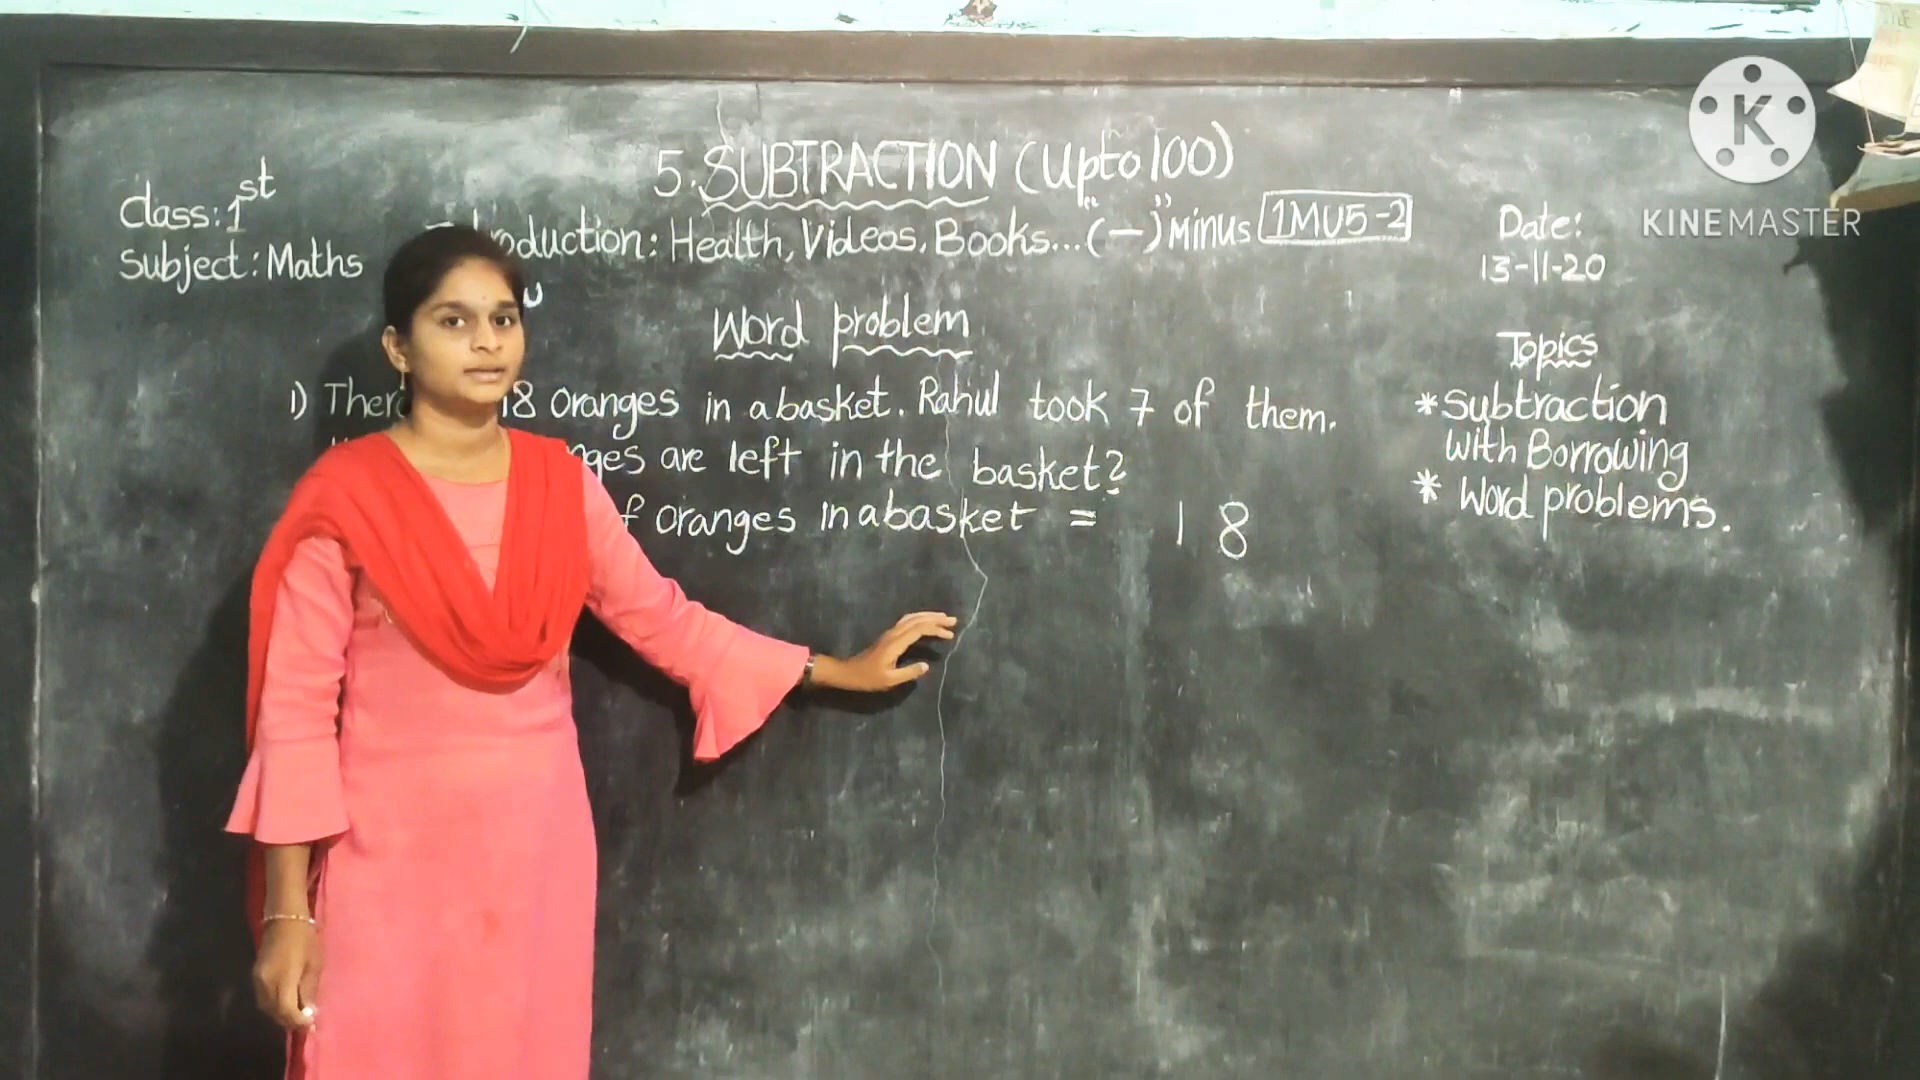 5. SUBTRACTION (Upto 100)
Class: 1st
Subject: Maths
Introduction: Health, Videos, Books... "(-)" Minus 1MU5-2
Date:
13-11-20
Word problem
1) There 18 oranges in a basket. Rahul took 7 of them.
are left in the basket?
oranges in a basket = 18
Topics
*Subtraction
with Borrowing
* Word problems.
K
KINEMASTER